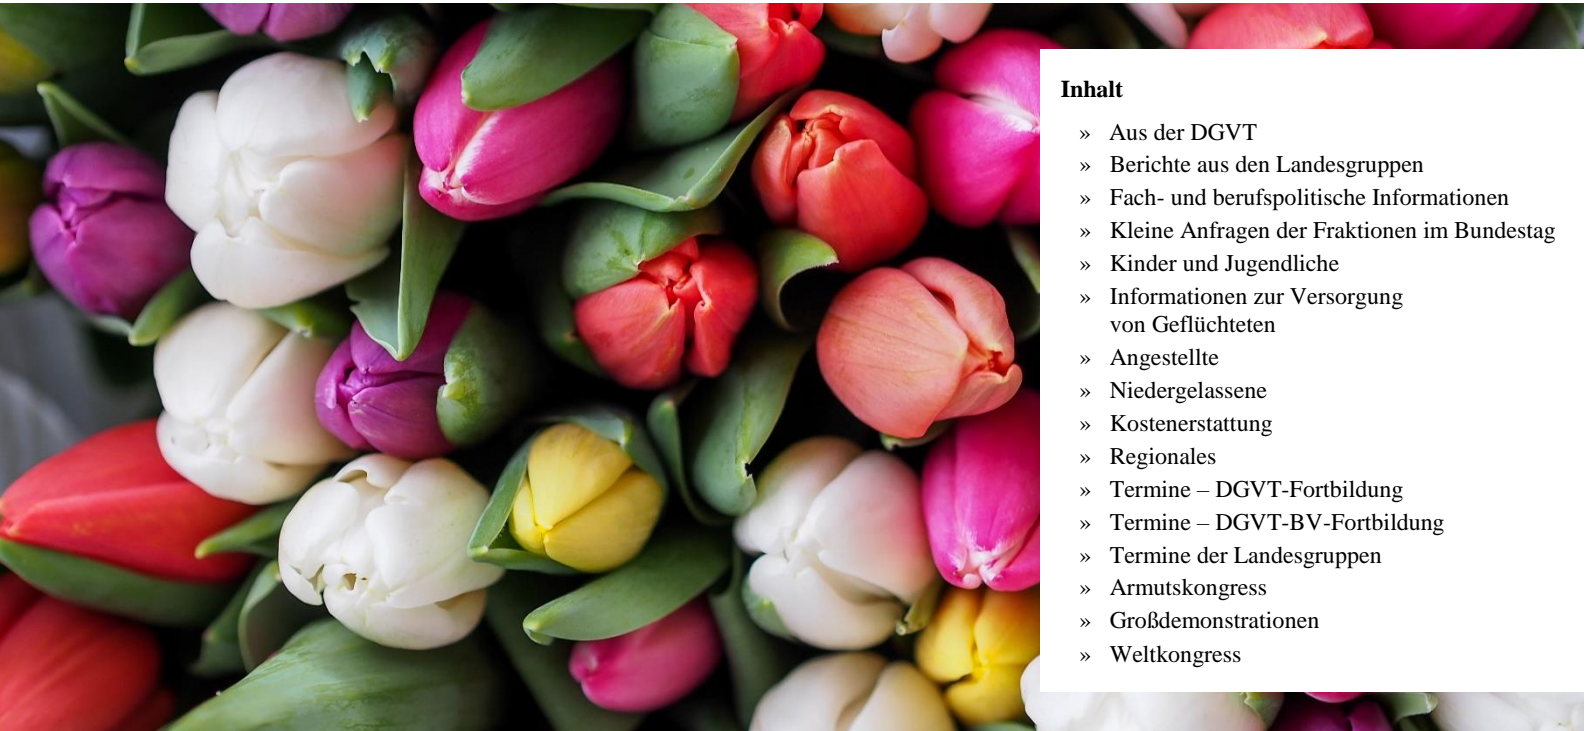 Inhalt
» Aus der DGVT
» Berichte aus den Landesgruppen
» Fach- und berufspolitische Informationen
» Kleine Anfragen der Fraktionen im Bundestag
» Kinder und Jugendliche
» Informationen zur Versorgung
von Geflüchteten
» Angestellte
» Niedergelassene
» Kostenerstattung
» Regionales
» Termine – DGVT-Fortbildung
» Termine – DGVT-BV-Fortbildung
» Termine der Landesgruppen
» Armutskongress
» Großdemonstrationen
» Weltkongress